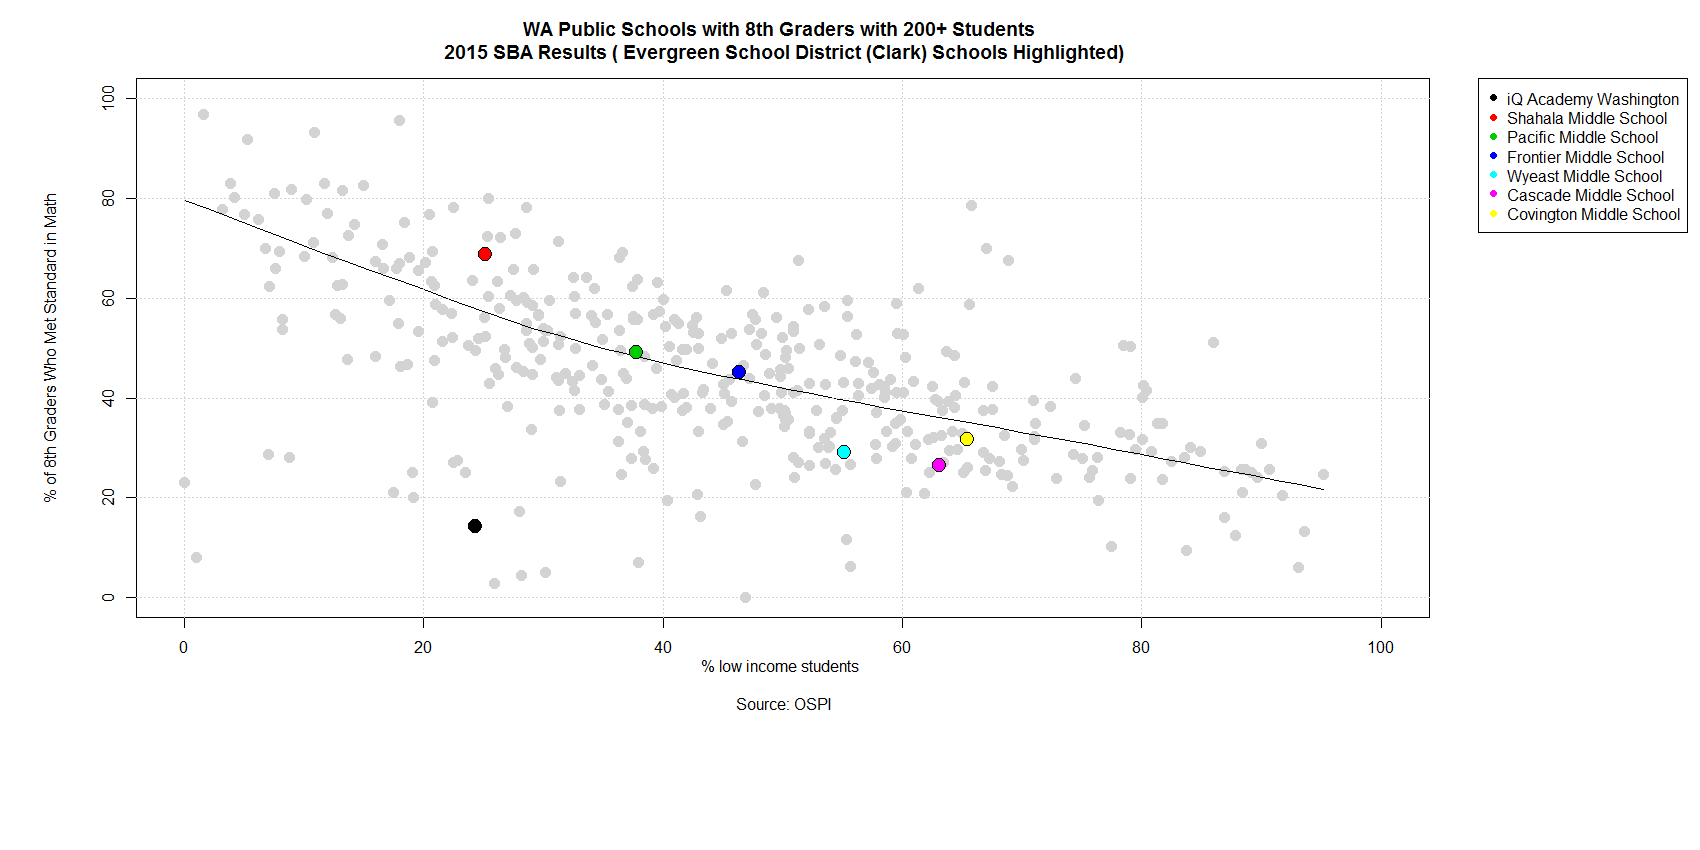 WA Public Schools with 8th Graders with 200+ Students
2015 SBA Results ( Evergreen School District (Clark) Schools Highlighted)
% of 8th Graders Who Met Standard in Math
100
80
60
40
20
0
0 20 40 60 80 100
% low income students
Source: OSPI
iQ Academy Washington
Shahala Middle School
Pacific Middle School
Frontier Middle School
Wyeast Middle School
Cascade Middle School
Covington Middle School